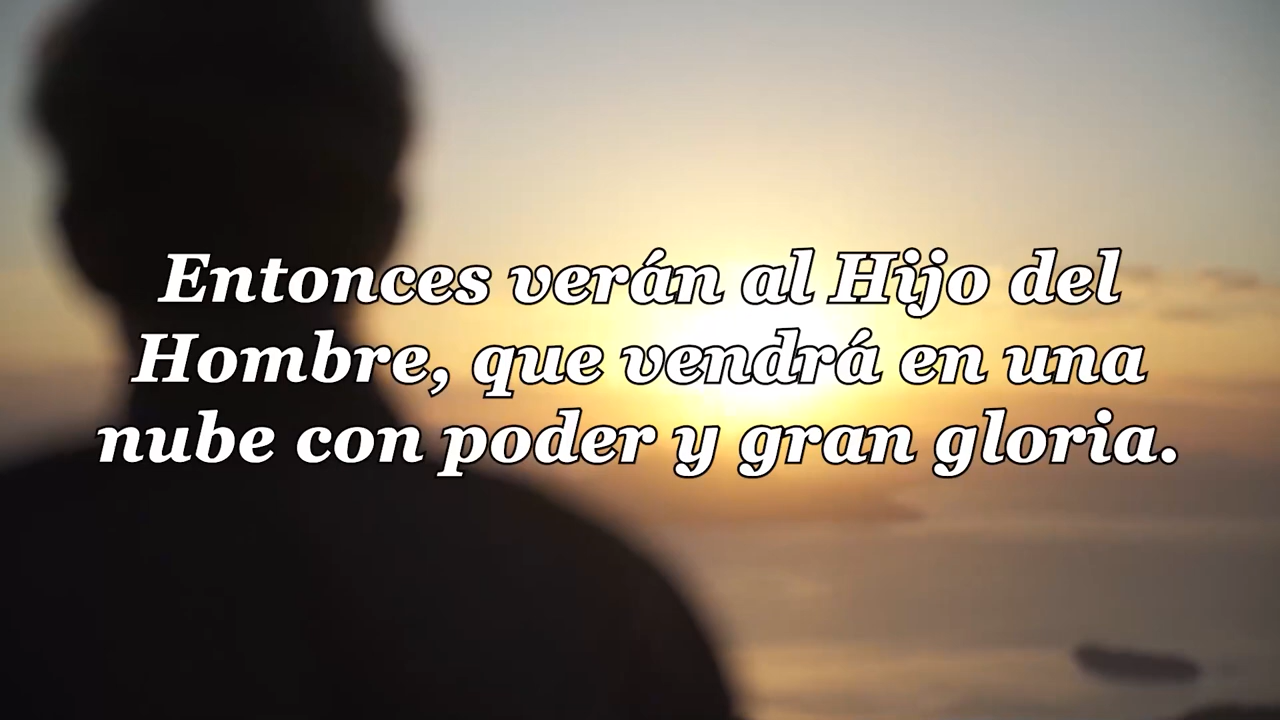 Entonces verán al Hijo del
Hombre, que vendrá en una
nube con poder y gran gloria.